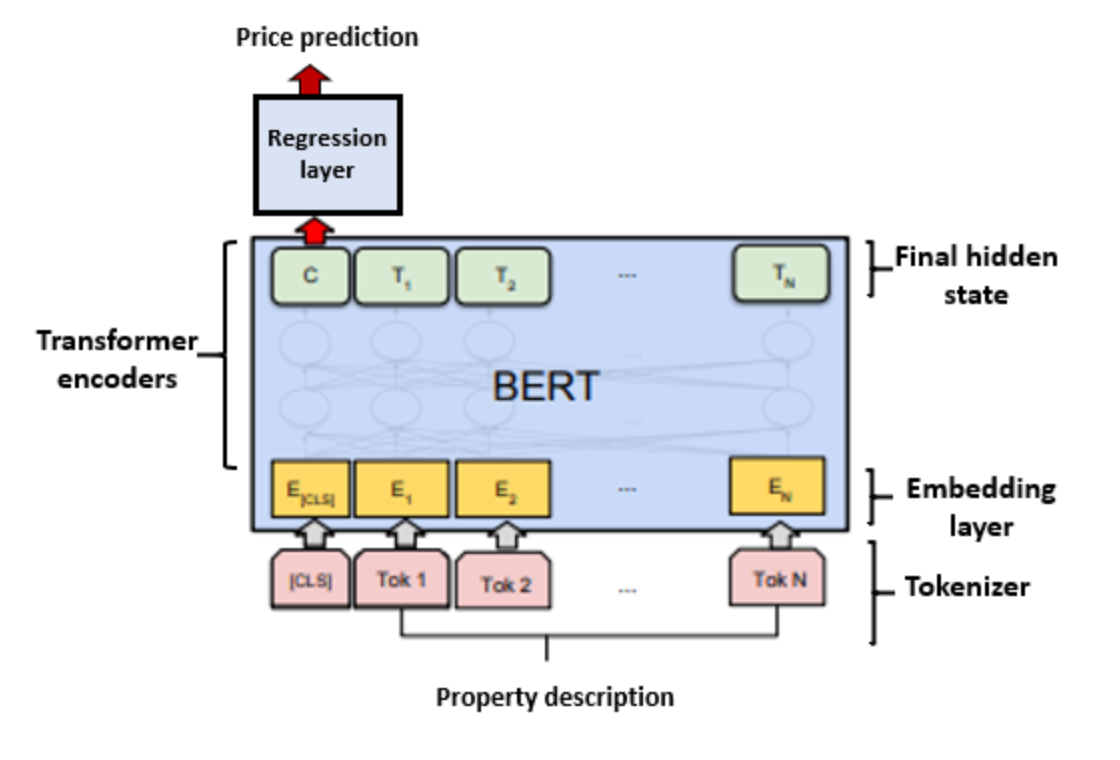 Price prediction
Regression
layer
C T1 T2 ... TN
Final hidden
state
Transformer
encoders
...
BERT
...
E[CLS] E1 E2 ... EN
Embedding
layer
[CLS] Tok 1 Tok 2 ... Tok N
Tokenizer
Property description